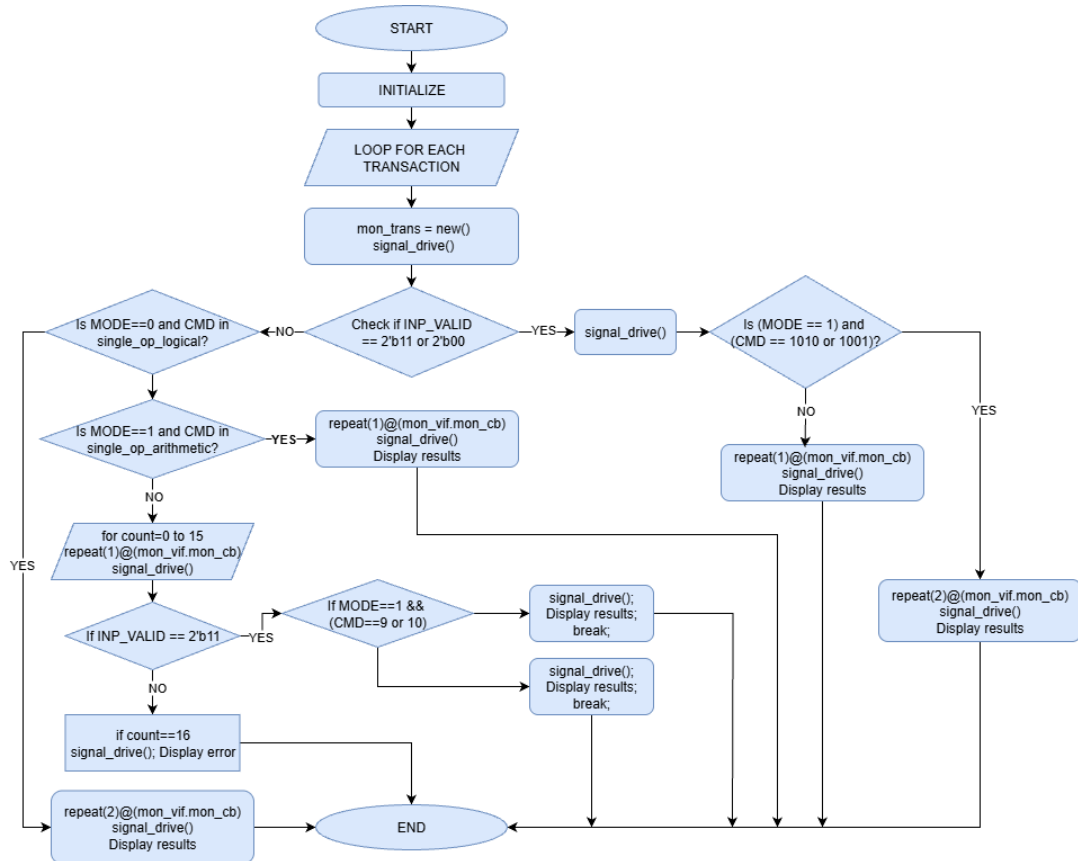 START
INITIALIZE
LOOP FOR EACH
TRANSACTION
mon_trans = new()
signal_drive()
Is MODE==0 and CMD in
single_op_logical?
NO
Check if INP_VALID
== 2'b11 or 2'b00
YES
signal_drive()
Is (MODE == 1) and
(CMD == 1010 or 1001)?
YES
NO
Is MODE==1 and CMD in
single_op_arithmetic?
YES
repeat(1)@(mon_vif.mon_cb)
signal_drive()
Display results
repeat(1)@(mon_vif.mon_cb)
signal_drive()
Display results
NO
for count=0 to 15
repeat(1)@(mon_vif.mon_cb)
signal_drive()
YES
If INP_VALID == 2'b11
YES
If MODE==1 &&
(CMD==9 or 10)
signal_drive();
Display results;
break;
repeat(2)@(mon_vif.mon_cb)
signal_drive()
Display results
signal_drive();
Display results;
break;
NO
if count==16
signal_drive(); Display error
repeat(2)@(mon_vif.mon_cb)
signal_drive()
Display results
END